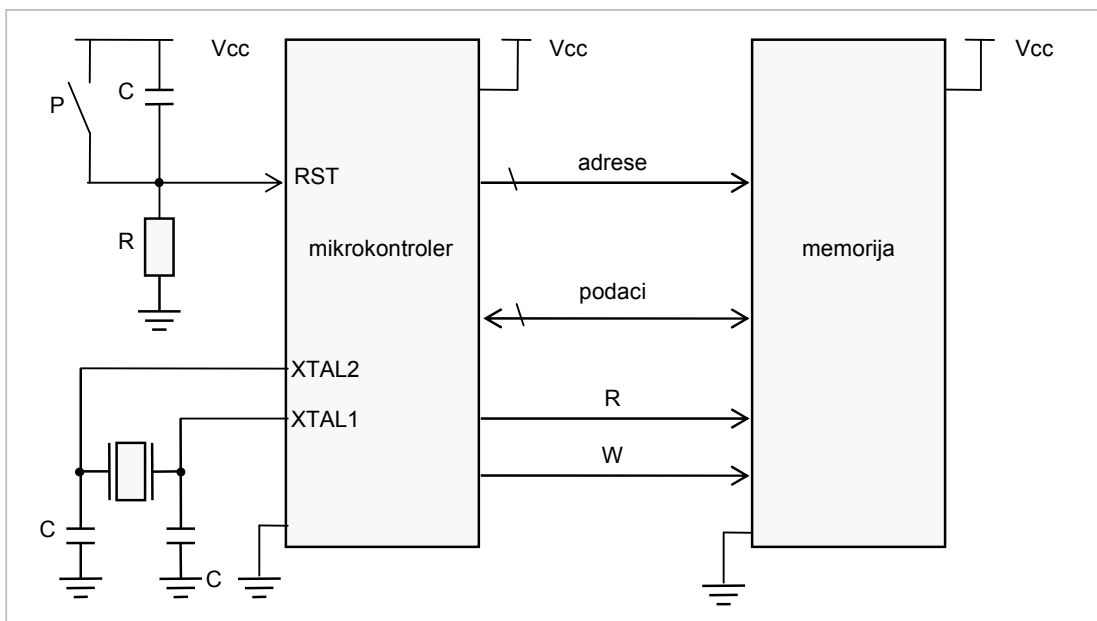 Vcc
Vcc
Vcc
P
C
adrese
RST
R
mikrokontroler
memorija
podaci
XTAL2
XTAL1
R
W
C
C